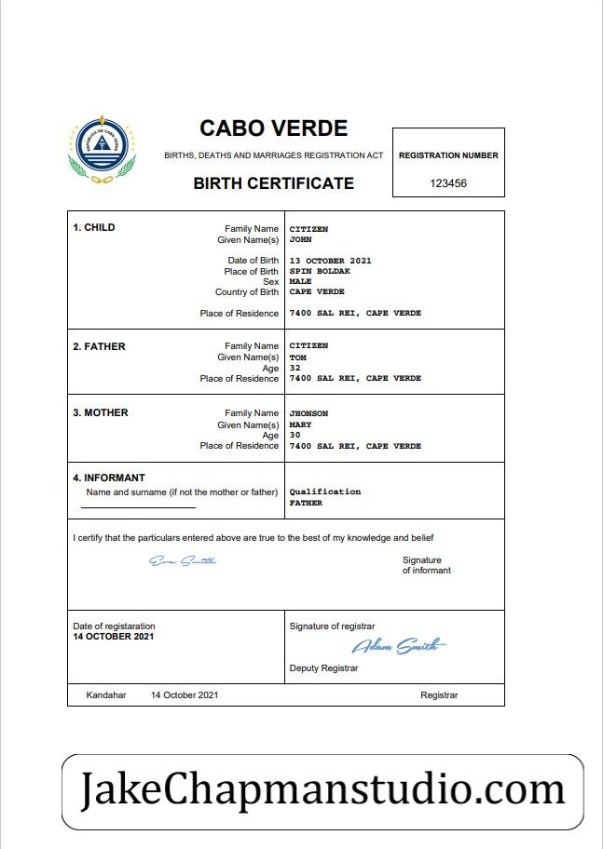 REPÚBLICA DE CABO VERDE
CABO VERDE
BIRTHS, DEATHS AND MARRIAGES REGISTRATION ACT
BIRTH CERTIFICATE
REGISTRATION NUMBER
123456
1. CHILD
Family Name CITIZEN
Given Name(s) JOHN
Date of Birth 13 OCTOBER 2021
Place of Birth SPIN BOLDAK
Sex MALE
Country of Birth CAPE VERDE
Place of Residence 7400 SAL REI, CAPE VERDE
2. FATHER
Family Name CITIZEN
Given Name(s) TOM
Age 32
Place of Residence 7400 SAL REI, CAPE VERDE
3. MOTHER
Family Name JHONSON
Given Name(s) MARY
Age 30
Place of Residence 7400 SAL REI, CAPE VERDE
4. INFORMANT
Name and surname (if not the mother or father) Qualification
FATHER
I certify that the particulars entered above are true to the best of my knowledge and belief
Eva Smith
Signature
of informant
Date of registaration
14 OCTOBER 2021
Signature of registrar
Adam Smith
Deputy Registrar
Kandahar 14 October 2021 Registrar
JakeChapmanstudio.com